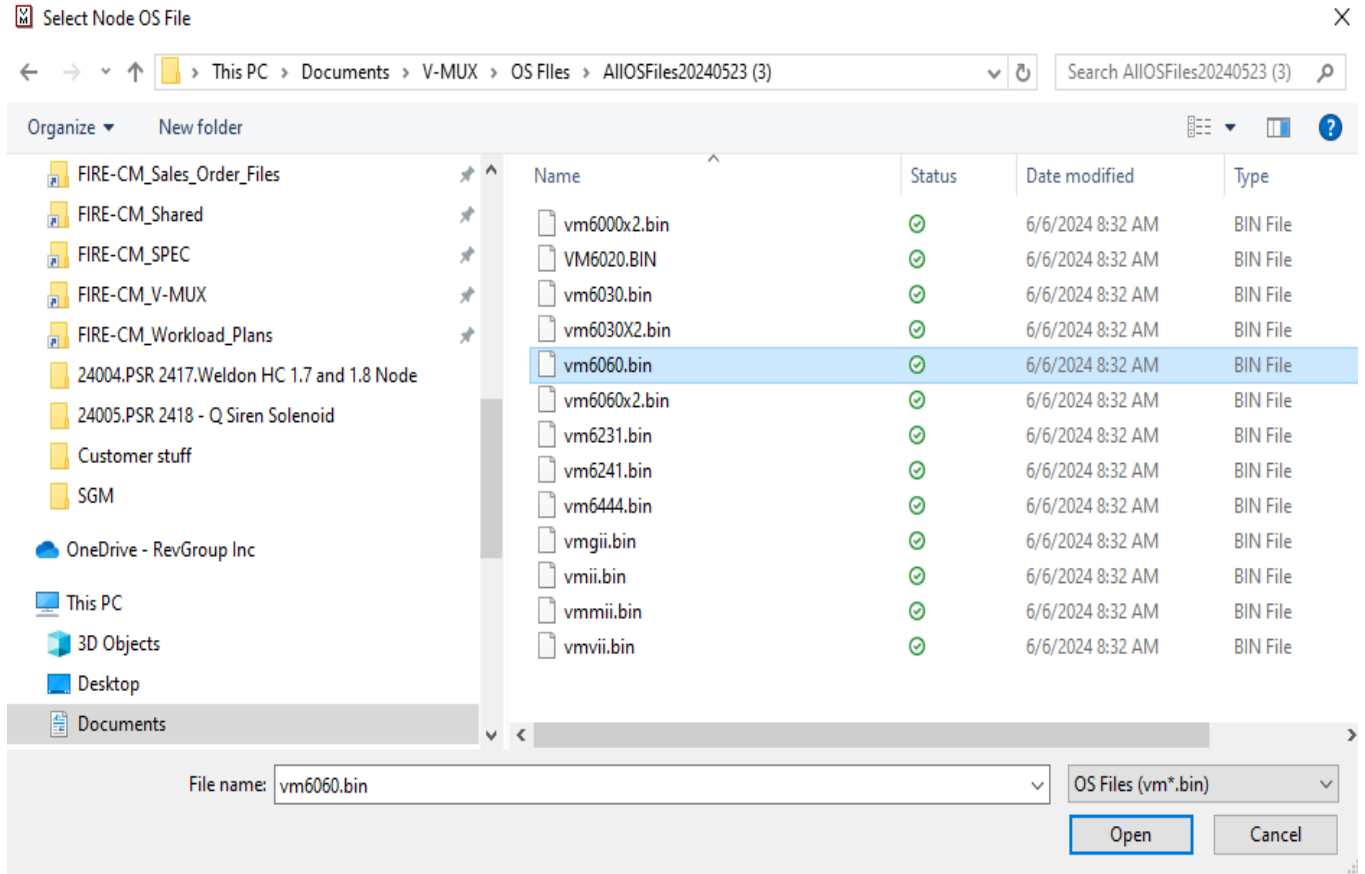 Select Node OS File
This PC > Documents > V-MUX > OS FIles > AllOSFiles20240523 (3)
Search AllOSFiles20240523 (3)
Organize New folder
FIRE-CM_Sales_Order_Files
FIRE-CM_Shared
FIRE-CM_SPEC
FIRE-CM_V-MUX
FIRE-CM_Workload_Plans
24004.PSR 2417.Weldon HC 1.7 and 1.8 Node
24005.PSR 2418 - Q Siren Solenoid
Customer stuff
SGM
OneDrive - RevGroup Inc
This PC
3D Objects
Desktop
Documents
Name Status Date modified Type
vm6000x2.bin 6/6/2024 8:32 AM BIN File
VM6020.BIN 6/6/2024 8:32 AM BIN File
vm6030.bin 6/6/2024 8:32 AM BIN File
vm6030X2.bin 6/6/2024 8:32 AM BIN File
vm6060.bin 6/6/2024 8:32 AM BIN File
vm6060x2.bin 6/6/2024 8:32 AM BIN File
vm6231.bin 6/6/2024 8:32 AM BIN File
vm6241.bin 6/6/2024 8:32 AM BIN File
vm6444.bin 6/6/2024 8:32 AM BIN File
vmgii.bin 6/6/2024 8:32 AM BIN File
vmii.bin 6/6/2024 8:32 AM BIN File
vmmii.bin 6/6/2024 8:32 AM BIN File
vmvii.bin 6/6/2024 8:32 AM BIN File
File name: vm6060.bin OS Files (vm*.bin)
Open Cancel